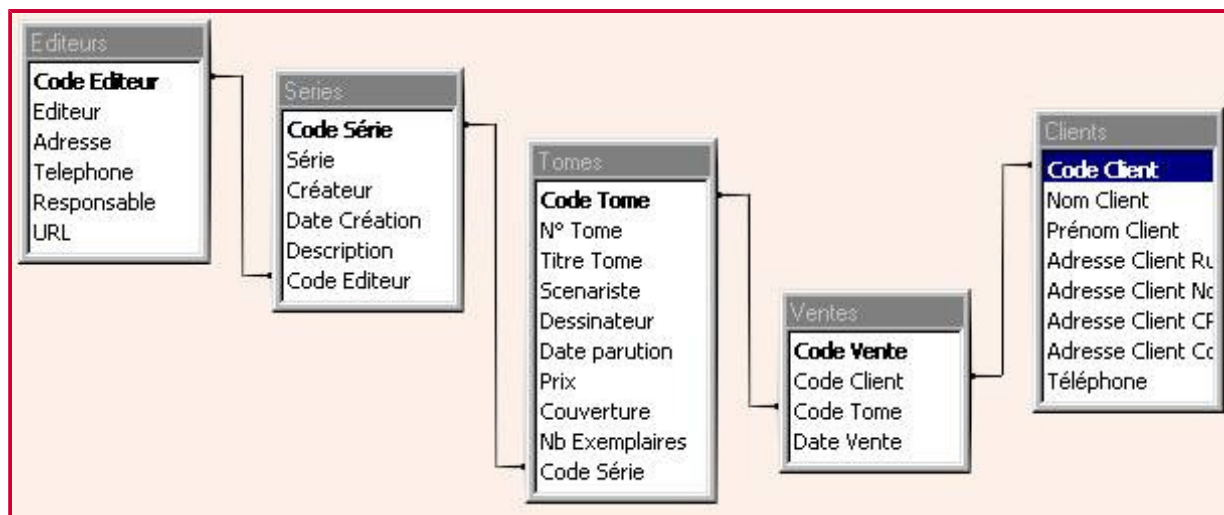 Editeurs
Code Editeur
Editeur
Adresse
Telephone
Responsable
URL
Series
Code Série
Série
Créateur
Date Création
Description
Code Editeur
Tomes
Code Tome
N° Tome
Titre Tome
Scenariste
Dessinateur
Date parution
Prix
Couverture
Nb Exemplaires
Code Série
Ventes
Code Vente
Code Client
Code Tome
Date Vente
Clients
Code Client
Nom Client
Prénom Client
Adresse Client Ru
Adresse Client
Adresse Client
Adresse Client
Téléphone